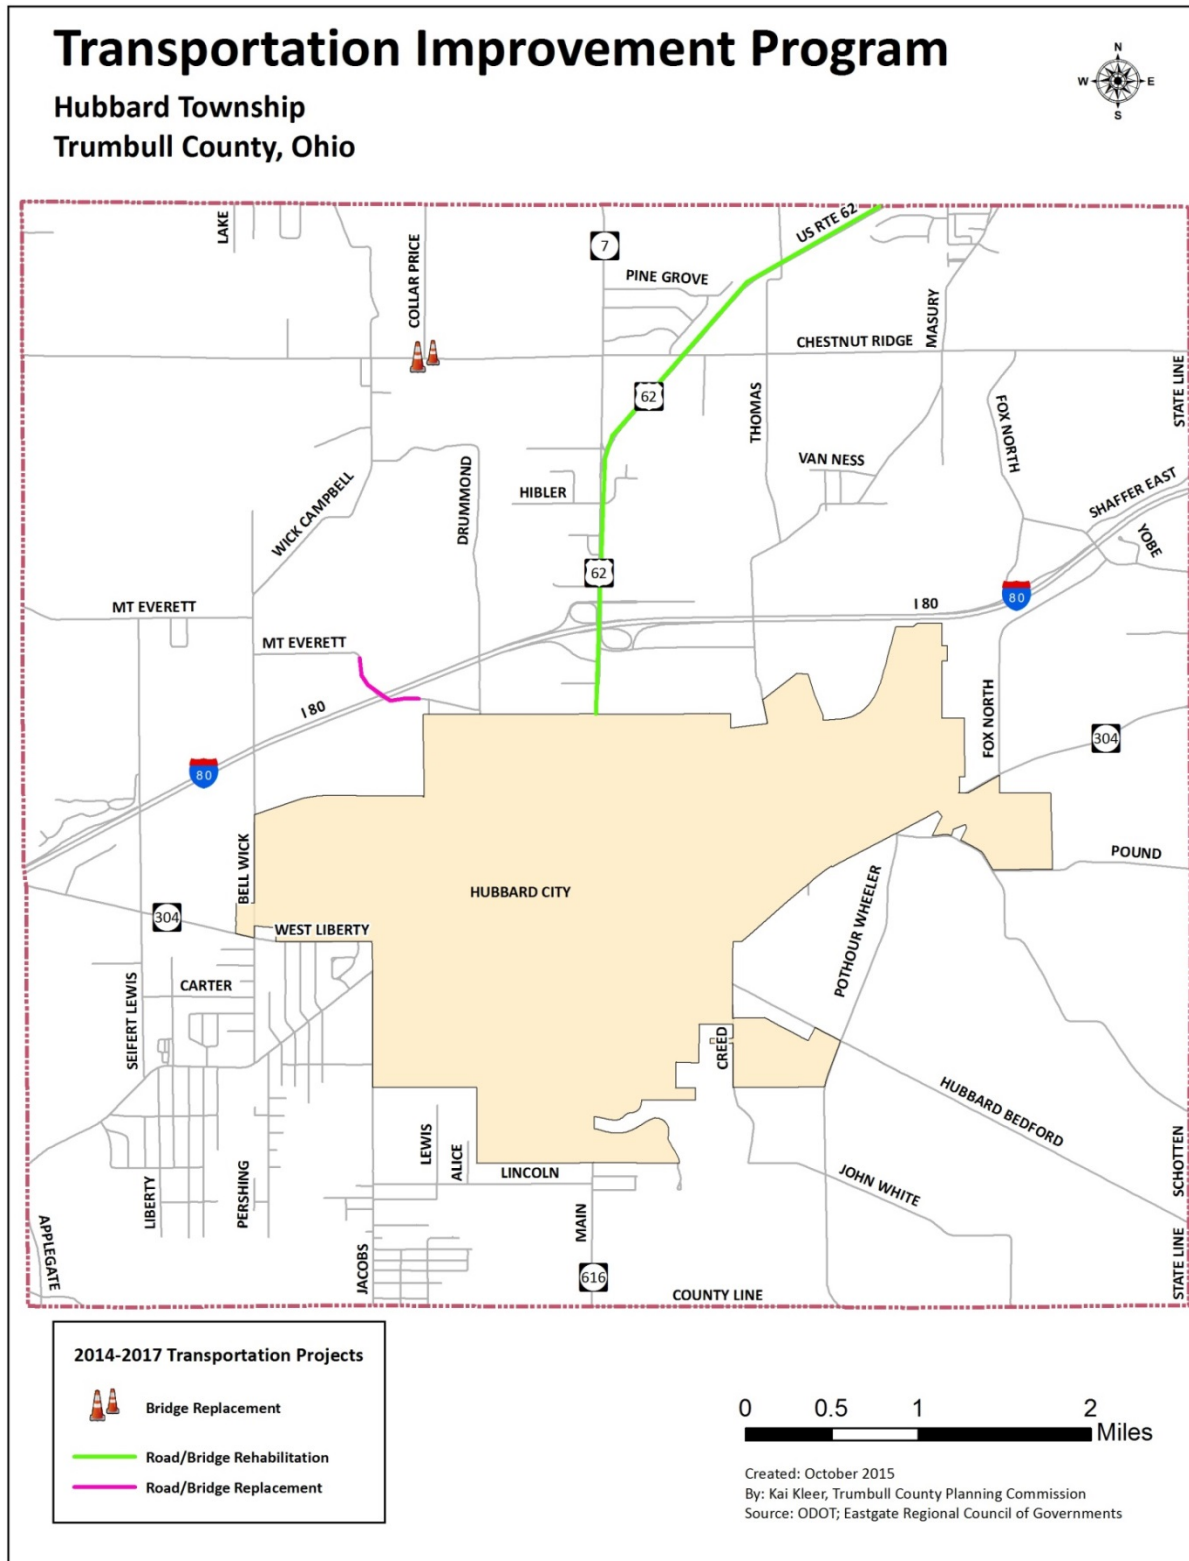 Transportation Improvement Program
Hubbard Township
Trumbull County, Ohio
N
W E
S
LAKE
COLLAR PRICE
7
US RTE 62
PINE GROVE
MASURY
CHESTNUT RIDGE
STATE LINE
62
THOMAS
FOX NORTH
VAN NESS
WICK CAMPBELL
DRUMMOND
HIBLER
SHAFFER EAST
YOBE
62
80
I 80
MT EVERETT
MT EVERETT
I 80
FOX NORTH
304
80
BELL WICK
POUND
HUBBARD CITY
304
WEST LIBERTY
POTHOUR WHEELER
SEIFERT LEWIS
CARTER
CREED
HUBBARD BEDFORD
LEWIS
ALICE
LINCOLN
JOHN WHITE
SCHOTTEN
LIBERTY
PERSHING
MAIN
APPLEGATE
JACOBS
616
COUNTY LINE
STATE LINE
2014-2017 Transportation Projects
Bridge Replacement
Road/Bridge Rehabilitation
Road/Bridge Replacement
0 0.5 1 2
Miles
Created: October 2015
By: Kai Kleer, Trumbull County Planning Commission
Source: ODOT; Eastgate Regional Council of Governments